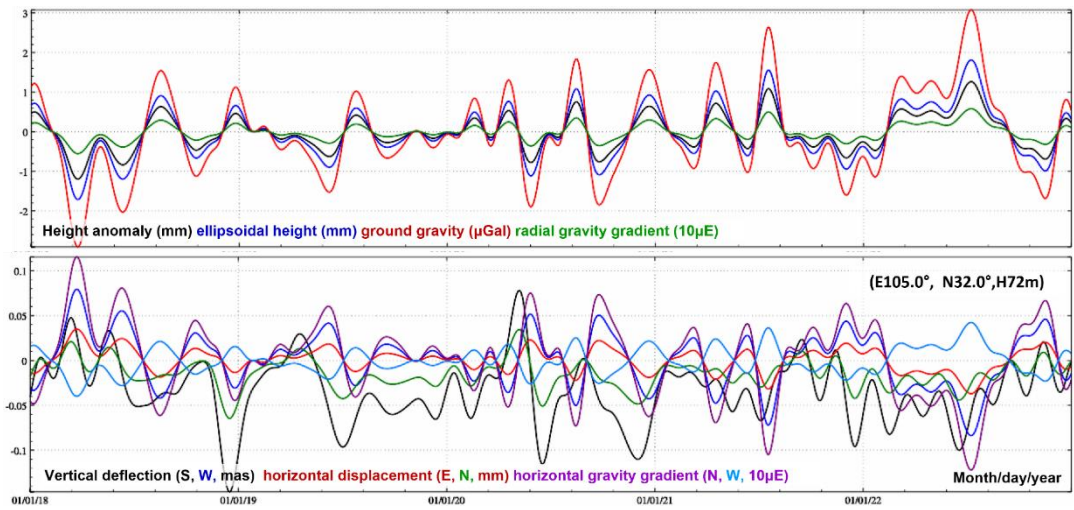 3
2
1
0
-1
-2
Height anomaly (mm) ellipsoidal height (mm) ground gravity (μGal) radial gravity gradient (10μE)
0.1
(E105.0°, N32.0°,H72m)
0.05
0
-0.05
-0.1
Vertical deflection (S, W, mas) horizontal displacement (E, N, mm) horizontal gravity gradient (N, W, 10μE)
Month/day/year
01/01/18 01/01/19 01/01/20 01/01/21 01/01/22